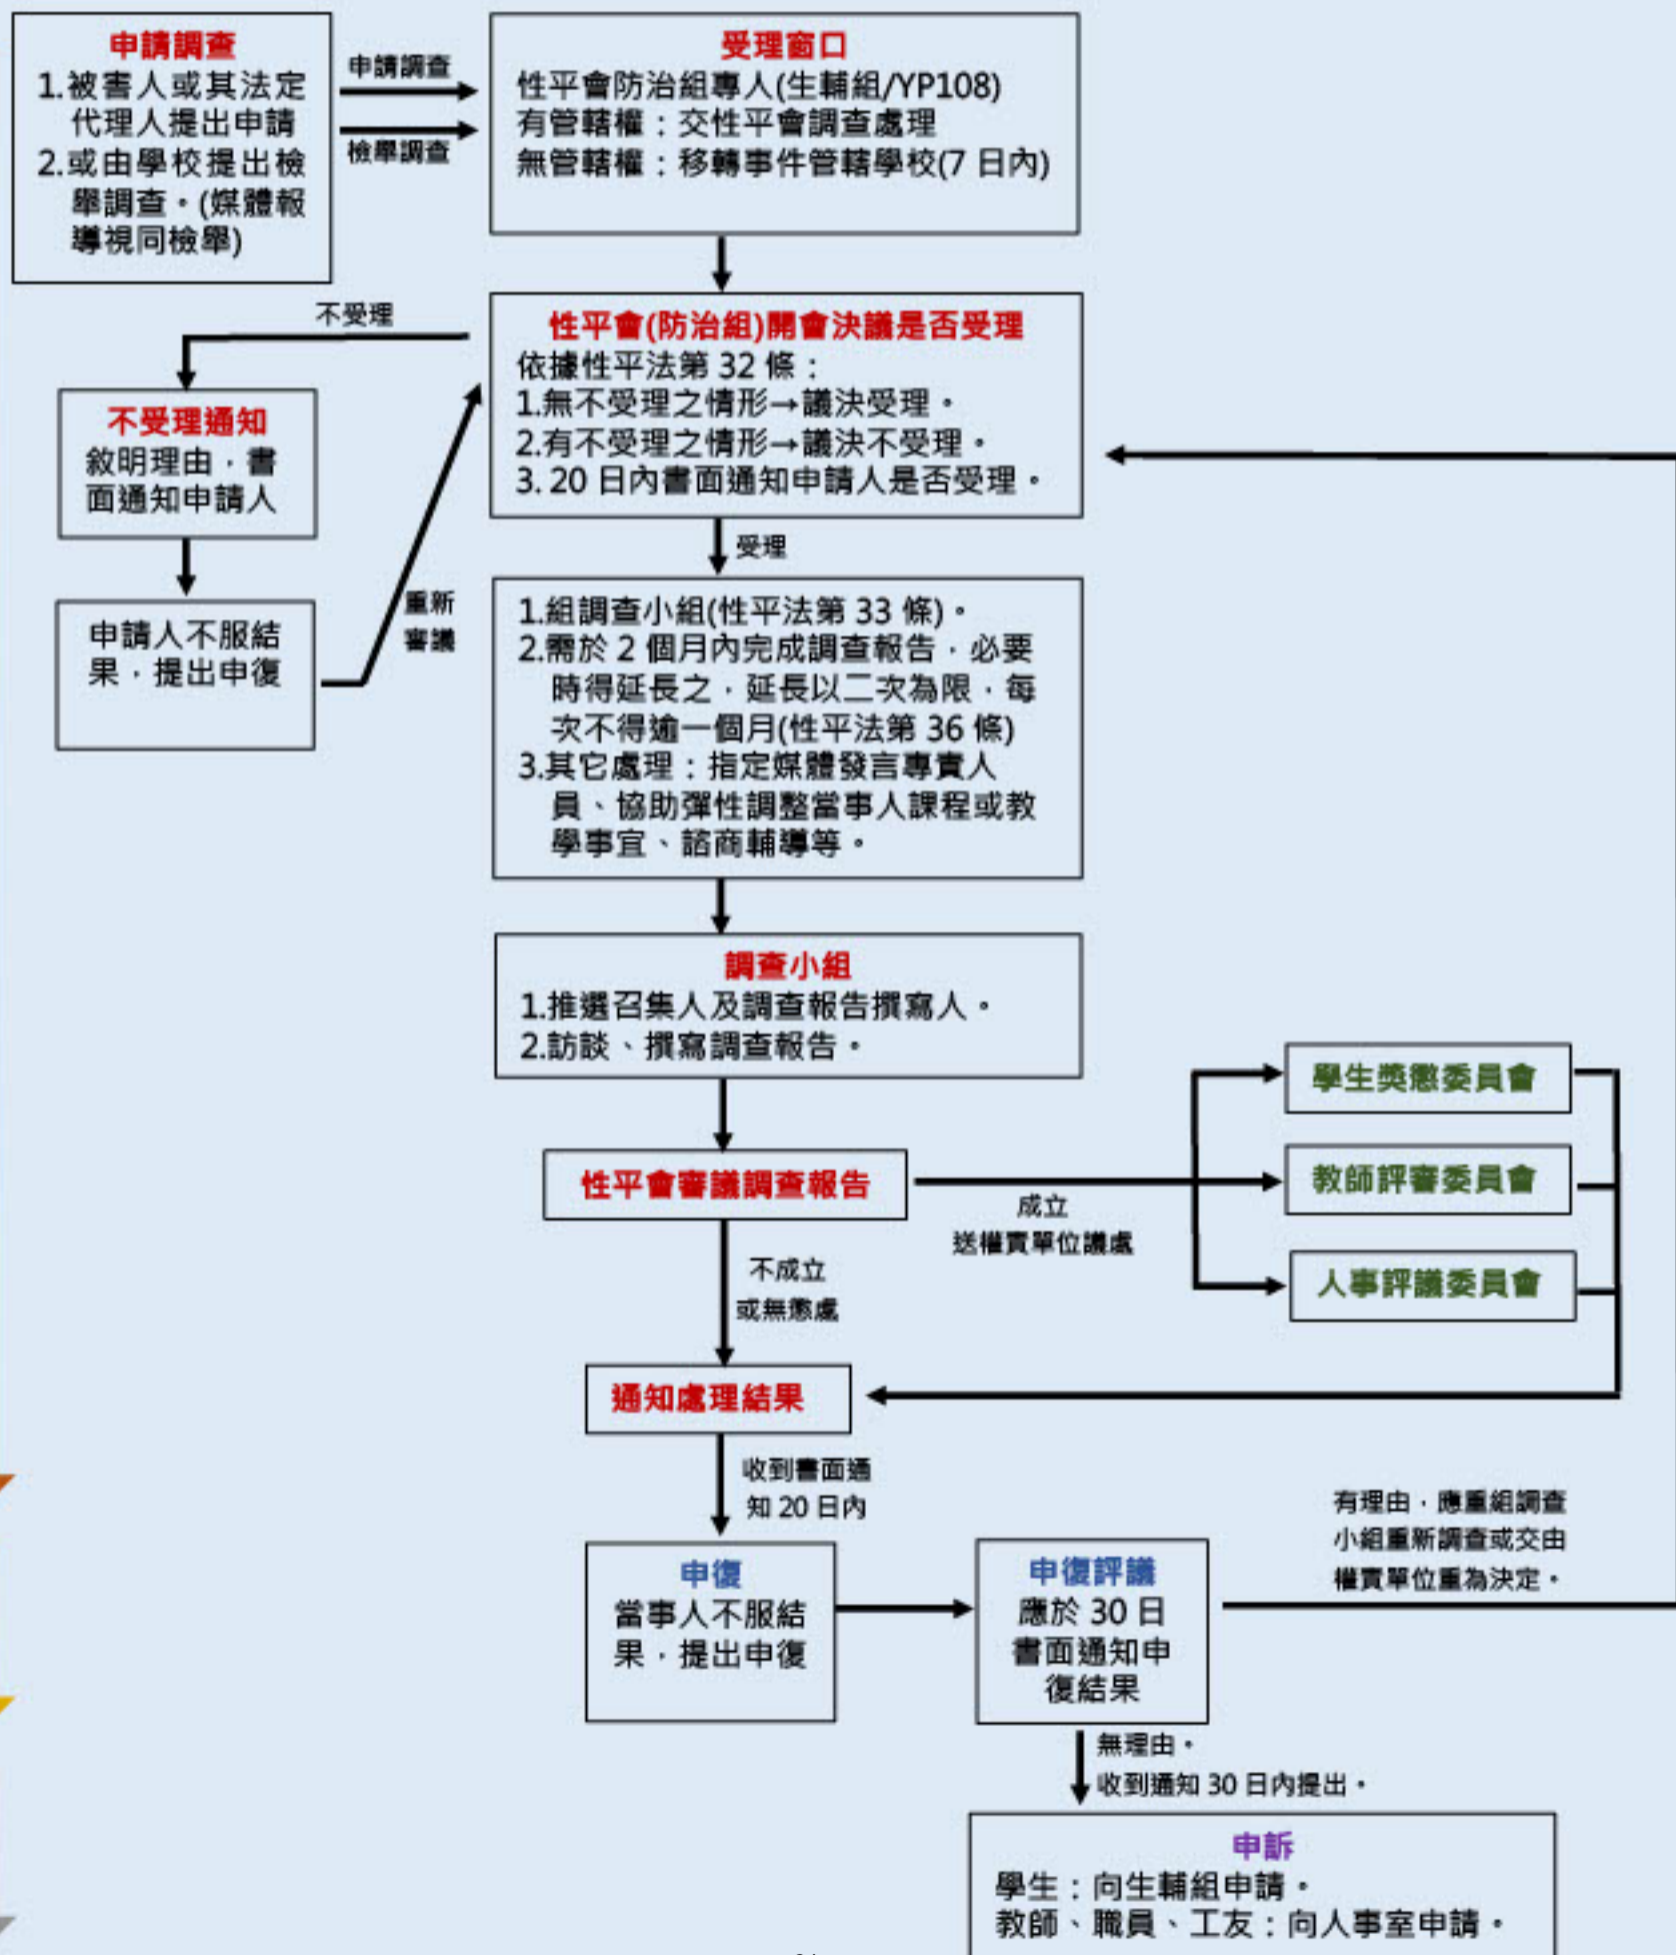 申請調查
1.被害人或其法定
代理人提出申請
2.或由學校提出檢
舉調查。(媒體報
導視同檢舉)
申請調查
檢舉調查
受理窗口
性平會防治組專人(生輔組/YP108)
有管轄權：交性平會調查處理
無管轄權：移轉事件管轄學校(7 日內)
不受理
性平會(防治組)開會決議是否受理
依據性平法第 32 條：
1.無不受理之情形→議決受理。
2.有不受理之情形→議決不受理。
3. 20 日內書面通知申請人是否受理。
不受理通知
敘明理由，書
面通知申請人
申請人不服結
果，提出申復
重新
審議
受理
1.組調查小組(性平法第 33 條)。
2.需於 2 個月內完成調查報告，必要
時得延長之，延長以二次為限，每
次不得逾一個月(性平法第 36 條)
3.其它處理：指定媒體發言專責人
員、協助彈性調整當事人課程或教
學事宜、諮商輔導等。
調查小組
1.推選召集人及調查報告撰寫人。
2.訪談、撰寫調查報告。
性平會審議調查報告
成立
送權責單位議處
學生獎懲委員會
教師評審委員會
人事評議委員會
不成立
或無懲處
通知處理結果
收到書面通
知 20 日內
申復
當事人不服結
果，提出申復
申復評議
應於 30 日
書面通知申
復結果
有理由，應重組調查
小組重新調查或交由
權責單位重為決定。
無理由。
收到通知 30 日內提出。
申訴
學生：向生輔組申請。
教師、職員、工友：向人事室申請。